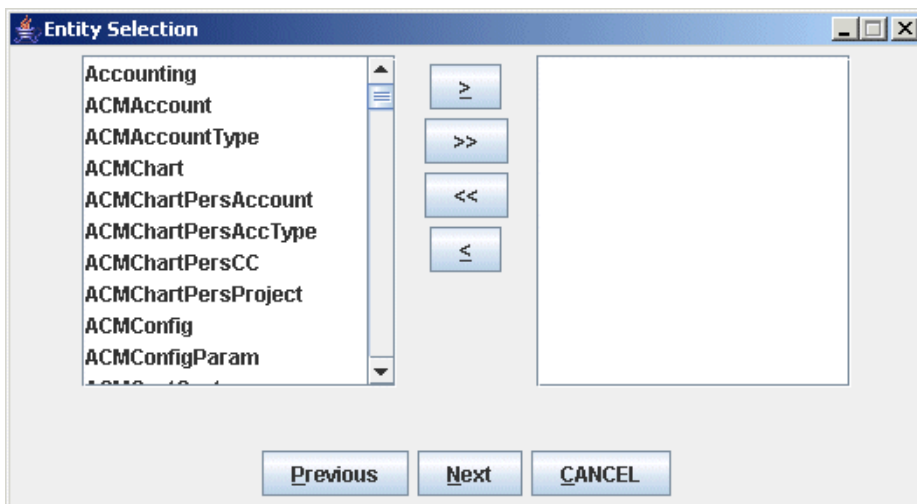 Entity Selection
Accounting
ACMAccount
ACMAccountType
ACMChart
ACMChartPersAccount
ACMChartPersAccType
ACMChartPersCC
ACMChartPersProject
ACMConfig
ACMConfigParam
>
>>
<<
<
Previous
Next
CANCEL